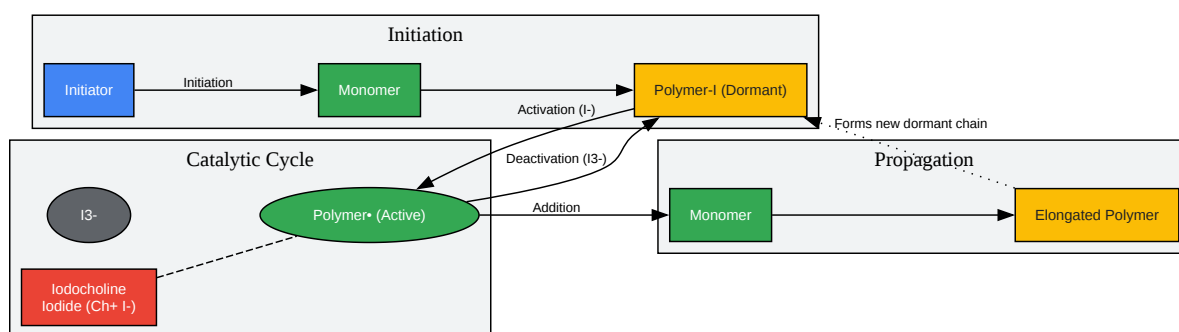 Initiation
Initiator
Initiation
Monomer
Polymer-I (Dormant)
Activation (I-)
Deactivation (I3-)
Forms new dormant chain
Catalytic Cycle
I3-
Polymer• (Active)
Iodocholine
Iodide (Ch+ I-)
Addition
Propagation
Monomer
Elongated Polymer